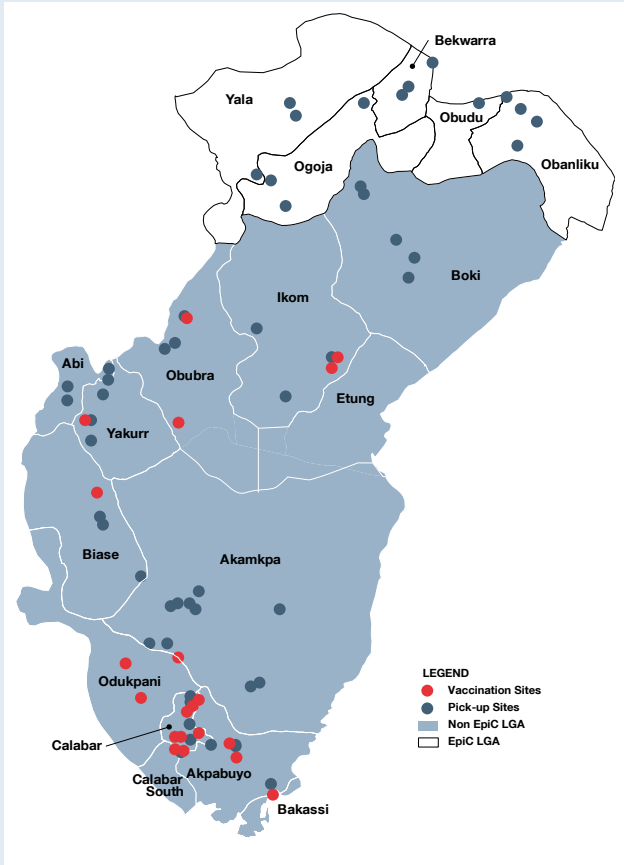 Bekwarra
Yala
Obudu
Ogoja
Obanliku
Boki
Ikom
Abi
Obubra
Etung
Yakurr
Biase
Akamkpa
LEGEND
Vaccination Sites
Pick-up Sites
Non EpiC LGA
EpiC LGA
Odukpani
Calabar
Calabar
South
Akpabuyo
Bakassi